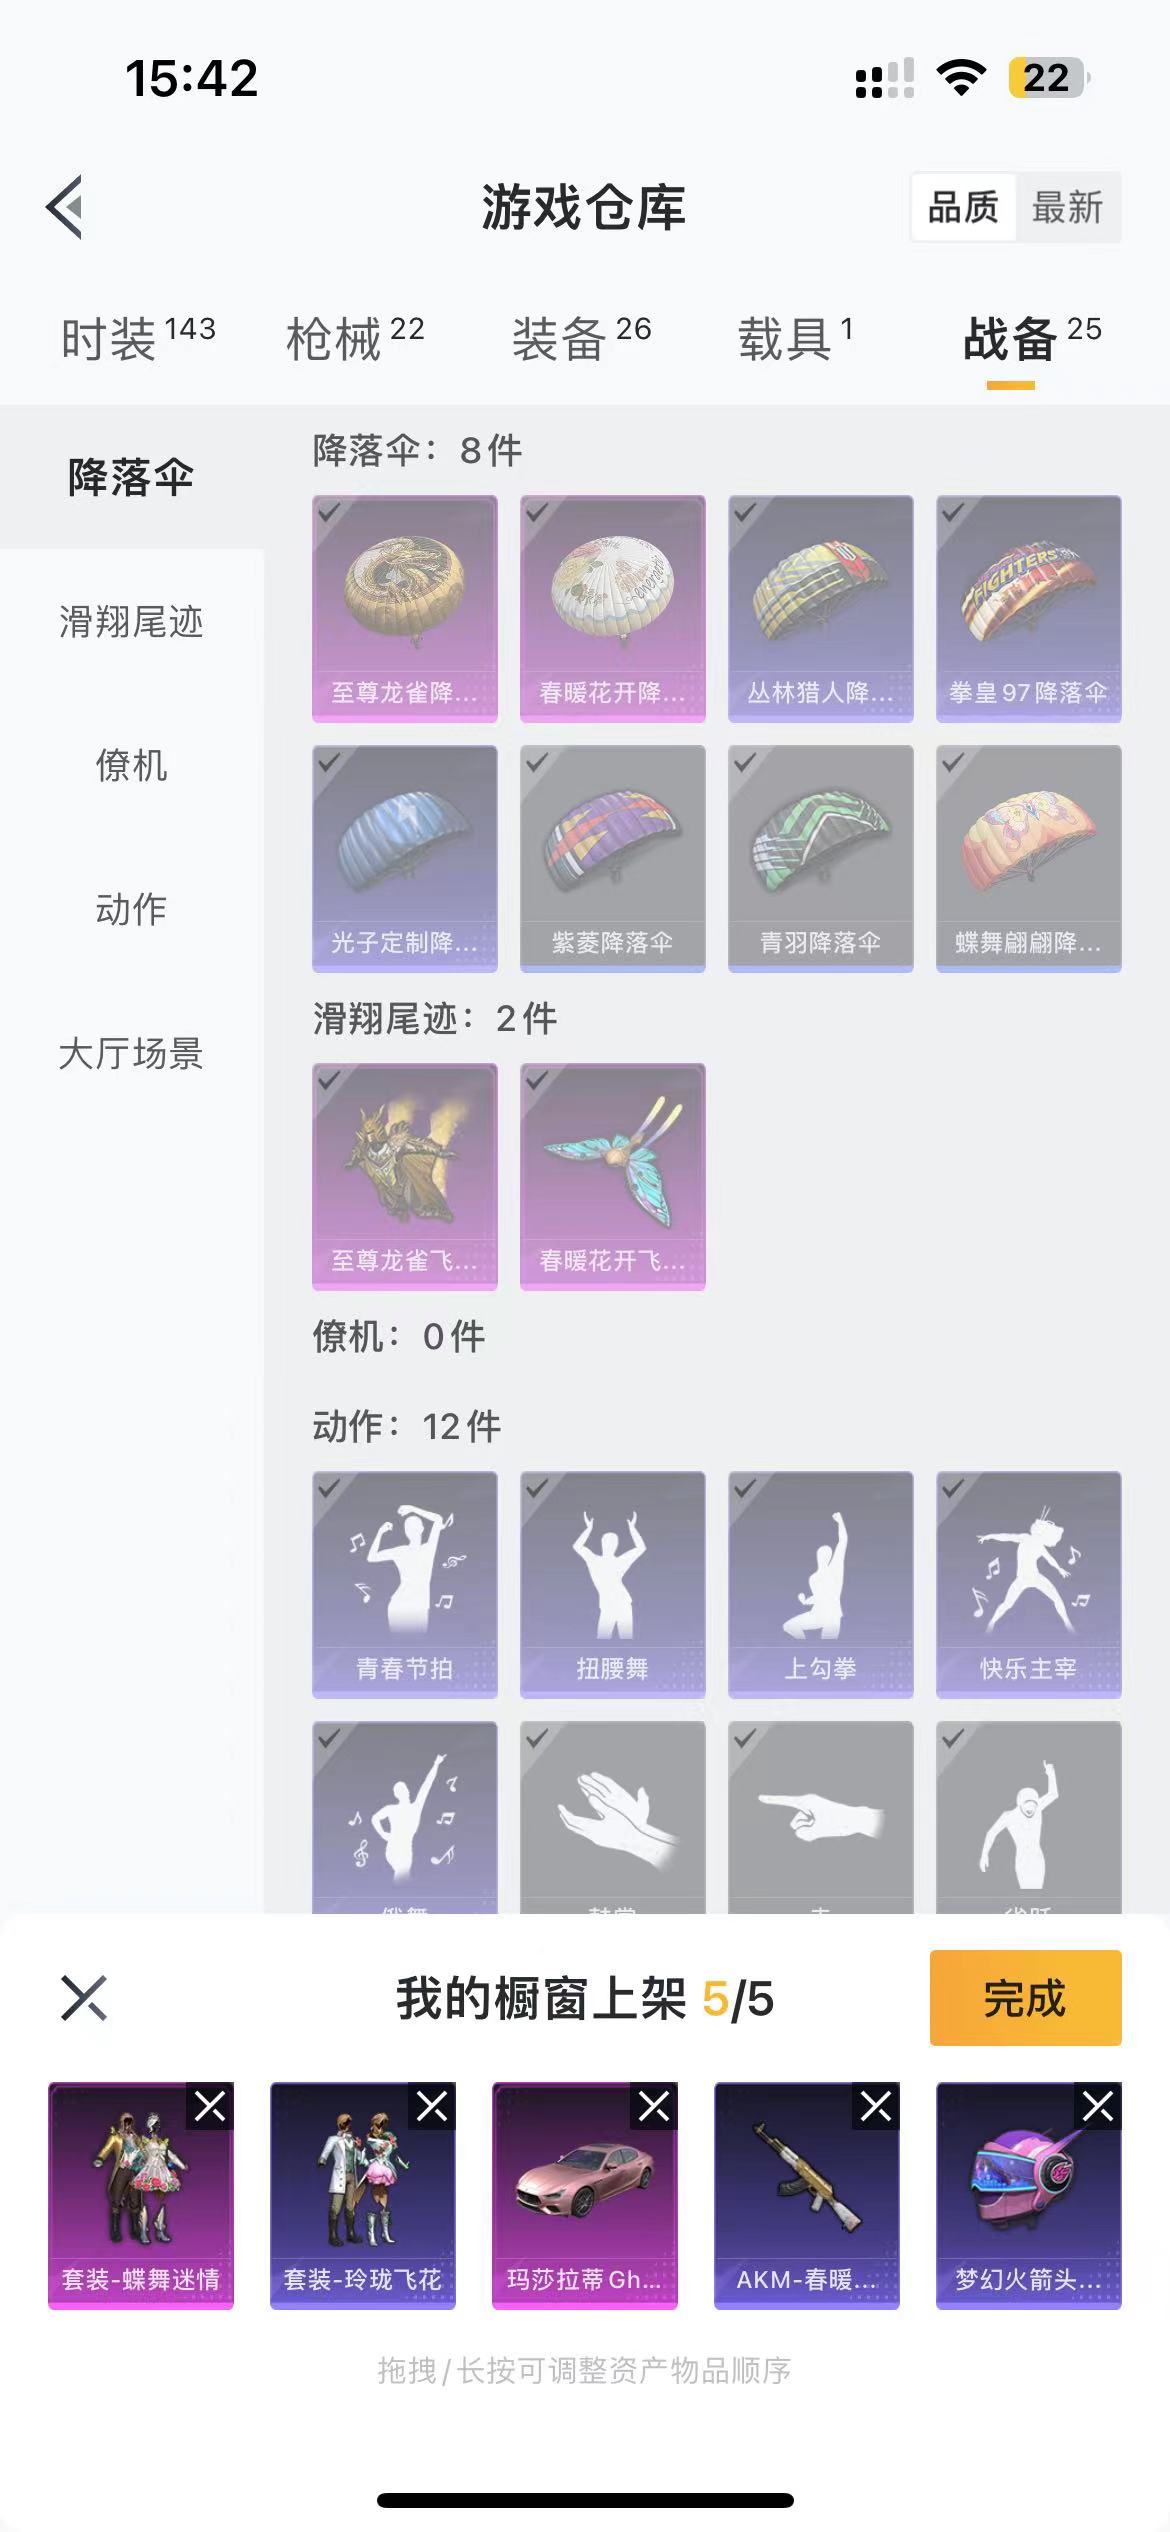 15:42
22
游戏仓库
品质 最新
时装 143 枪械 22 装备 26 载具 1 战备 25
降落伞
滑翔尾迹
僚机
动作
大厅场景
降落伞：8件
至尊龙雀降... 春暖花开降... 丛林猎人降... 拳皇97降落伞
FIGHTERS
光子定制降... 紫菱降落伞 青羽降落伞 蝶舞翩翩降...
滑翔尾迹：2件
至尊龙雀飞... 春暖花开飞...
僚机：0件
动作：12件
青春节拍 扭腰舞 上勾拳 快乐主宰
我的橱窗上架 5/5
完成
套装-蝶舞迷情 套装-玲珑飞花 玛莎拉蒂Gh... AKM-春暖... 梦幻火箭头...
拖拽/长按可调整资产物品顺序